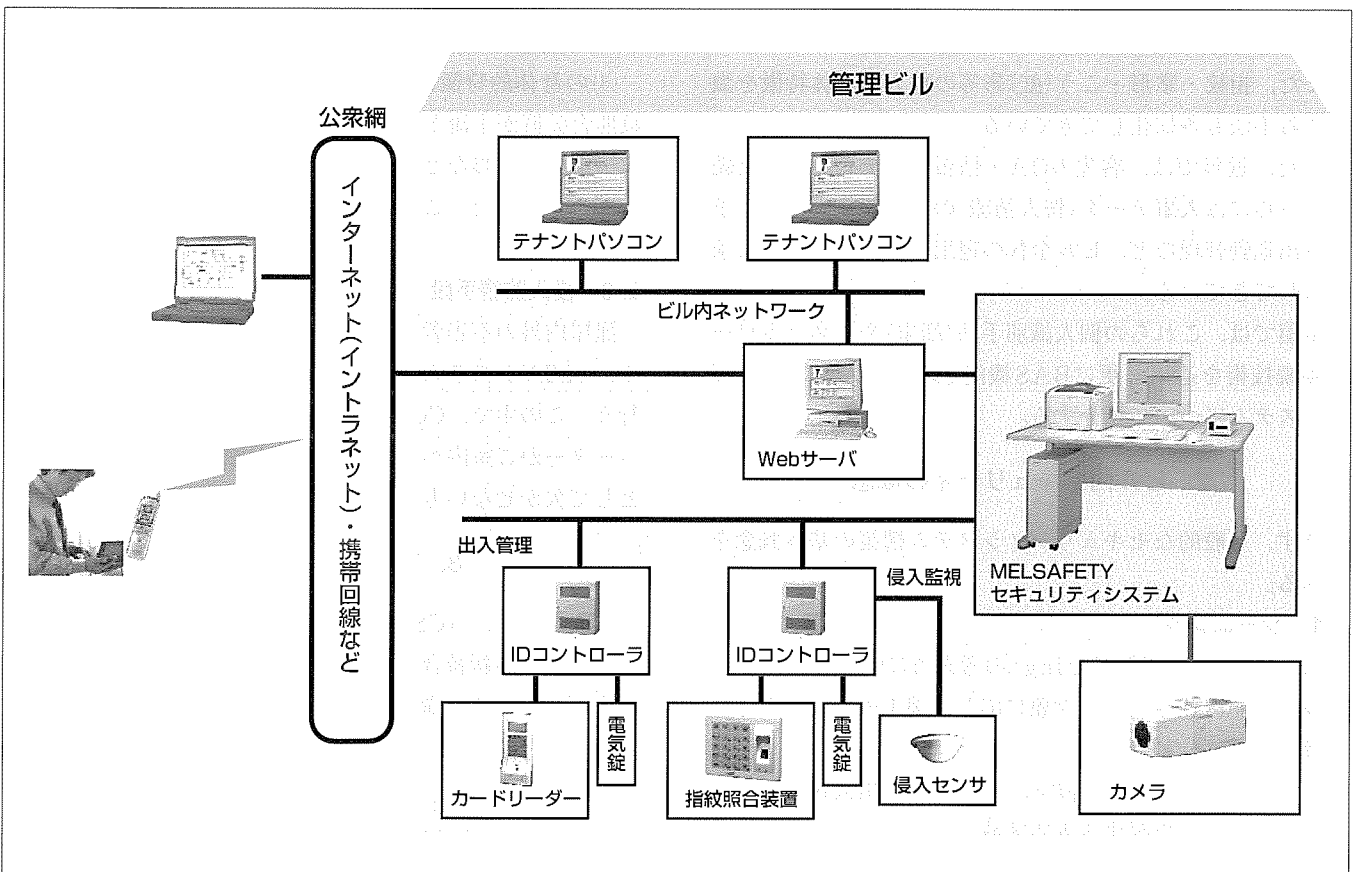 管理ビル
公衆網
インターネット(イントラネット)・携帯回線など
テナントパソコン
テナントパソコン
ビル内ネットワーク
Webサーバ
MELSAFETY
セキュリティシステム
出入管理
侵入監視
IDコントローラ
IDコントローラ
カードリーダー
電気錠
指紋照合装置
電気錠
侵入センサ
カメラ